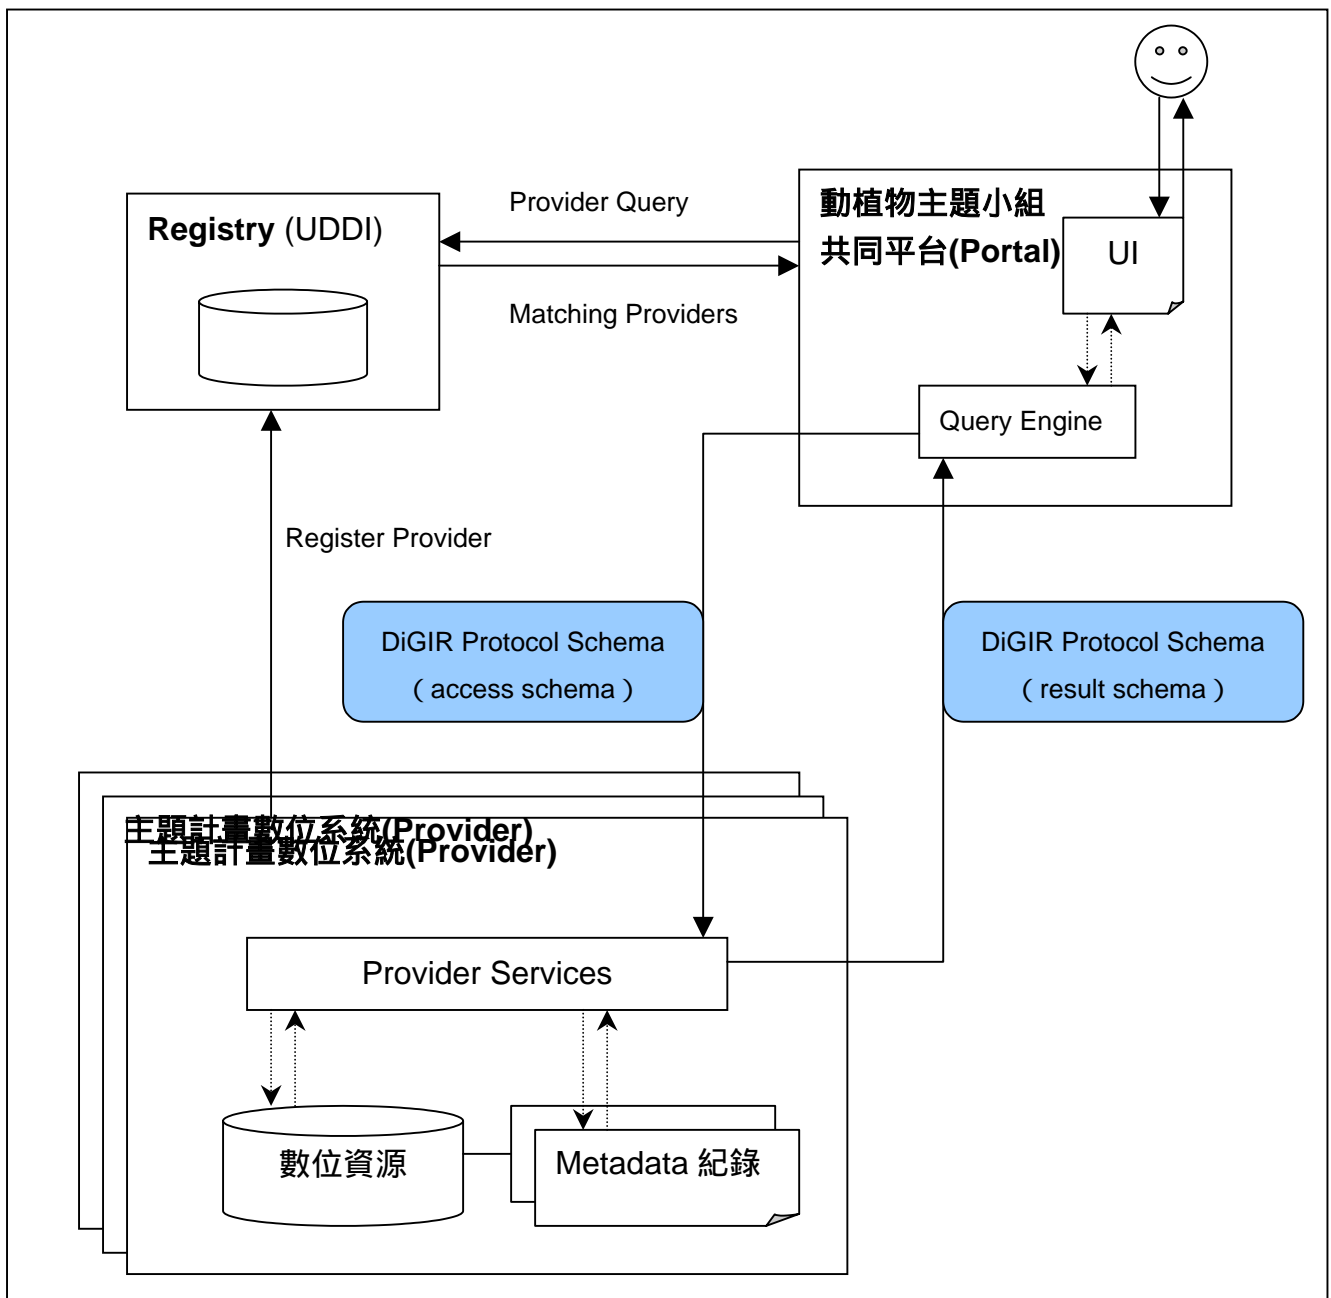 Registry (UDDI)
Provider Query
Matching Providers
動植物主題小組
共同平台(Portal)
UI
Query Engine
Register Provider
DiGIR Protocol Schema
（access schema）
DiGIR Protocol Schema
（result schema）
主題計畫數位系統(Provider)
主題計畫數位系統(Provider)
Provider Services
數位資源
Metadata 紀錄